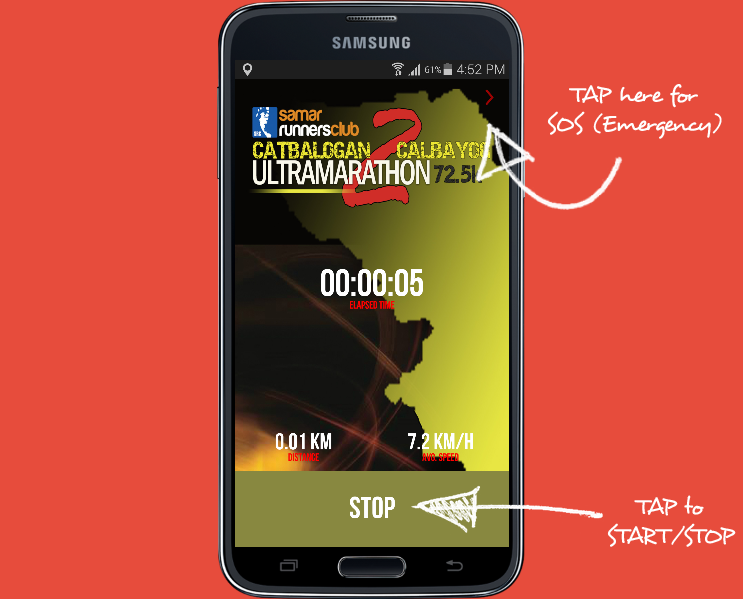 SAMSUNG
61% 4:52 PM
samar
runnersclub
SRC
CATBALOGAN 2 CALBAYOG
ULTRAMARATHON 72.5K
TAP here for
SOS (Emergency)
00:00:05
ELAPSED TIME
0.01 KM 7.2 KM/H
DISTANCE AVG. SPEED
STOP
TAP to
START/STOP